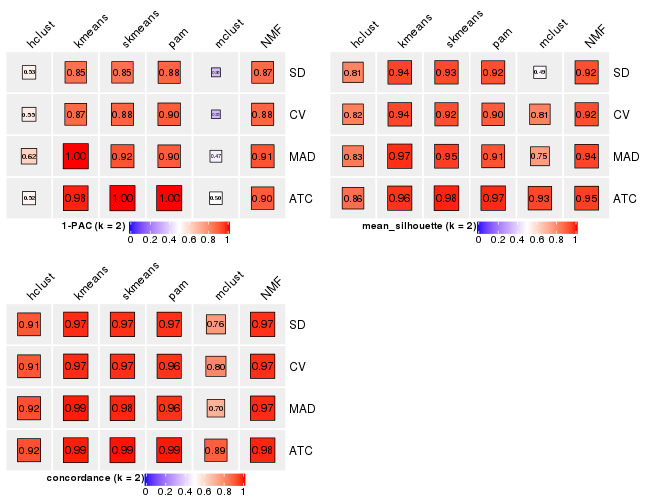 hclust kmeans skmeans pam mclust NMF
0.53 0.85 0.85 0.88 0.87 SD
0.55 0.87 0.88 0.90 0.88 CV
0.62 1.00 0.92 0.90 0.47 0.91 MAD
0.52 0.98 1.00 1.00 0.50 0.90 ATC
1-PAC (k = 2)
0 0.2 0.4 0.6 0.8 1
hclust kmeans skmeans pam mclust NMF
0.81 0.94 0.93 0.92 0.49 0.92 SD
0.82 0.94 0.92 0.90 0.81 0.92 CV
0.83 0.97 0.95 0.91 0.75 0.94 MAD
0.86 0.96 0.98 0.97 0.93 0.95 ATC
mean_silhouette (k = 2)
0 0.2 0.4 0.6 0.8 1
hclust kmeans skmeans pam mclust NMF
0.91 0.97 0.97 0.97 0.76 0.97 SD
0.91 0.97 0.97 0.96 0.80 0.97 CV
0.92 0.99 0.98 0.96 0.70 0.97 MAD
0.92 0.99 0.99 0.99 0.89 0.98 ATC
concordance (k = 2)
0 0.2 0.4 0.6 0.8 1